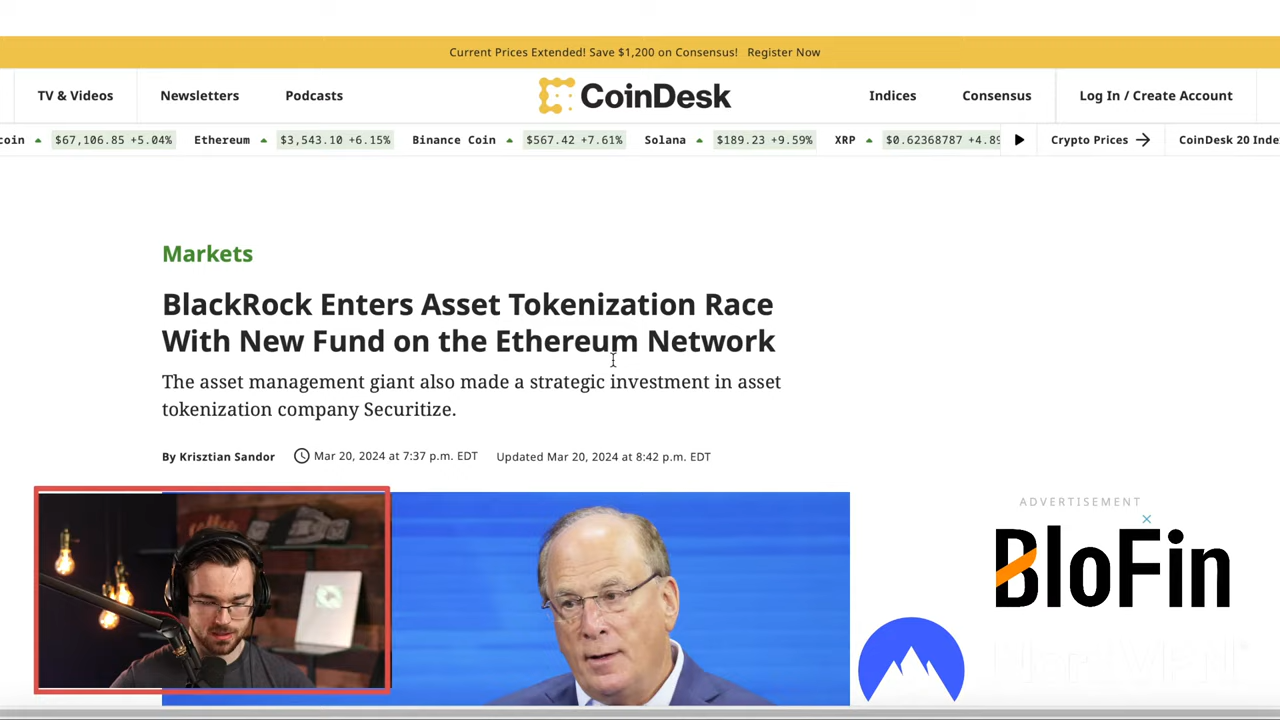 Current Prices Extended! Save $1,200 on Consensus! Register Now
TV & Videos Newsletters Podcasts CoinDesk Indices Consensus Log In / Create Account
coin $67,106.85 +5.04% Ethereum $3,543.10 +6.15% Binance Coin $567.42 +7.61% Solana $189.23 +9.59% XRP $0.62368787 +4.89 Crypto Prices CoinDesk 20 Inde
Markets
BlackRock Enters Asset Tokenization Race
With New Fund on the Ethereum Network
The asset management giant also made a strategic investment in asset
tokenization company Securitize.
By Krisztian Sandor Mar 20, 2024 at 7:37 p.m. EDT Updated Mar 20, 2024 at 8:42 p.m. EDT
ADVERTISEMENT
BloFin